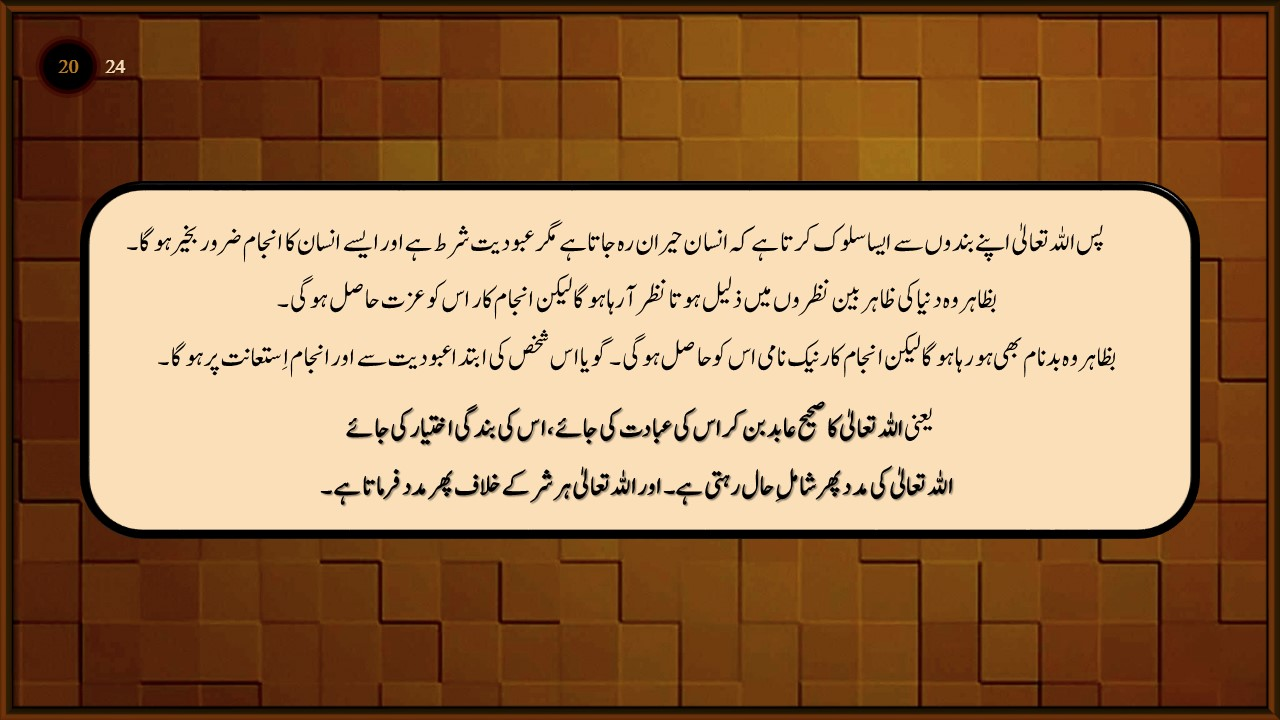 20 24
پس اللہ تعالیٰ اپنے بندوں سے ایسا سلوک کرتا ہے کہ انسان حیران رہ جاتا ہے مگر عبودیت شرط ہے اور ایسے انسان کا انجام ضرور بخیر ہو گا۔
بظاہر وہ دنیا کی ظاہر بین نظروں میں ذلیل ہوتا نظر آ رہا ہو گا لیکن انجام کار اس کو عزت حاصل ہو گی۔
بظاہر وہ بدنام بھی ہو رہا ہو گا لیکن انجام کار نیک نامی اس کو حاصل ہو گی۔ گویا اس شخص کی ابتدا عبودیت سے اور انجام اِستعانت پر ہو گا۔
یعنی اللہ تعالیٰ کا صحیح عابد بن کر اس کی عبادت کی جائے، اس کی بندگی اختیار کی جائے
اللہ تعالیٰ کی مدد پھر شاملِ حال رہتی ہے۔ اور اللہ تعالیٰ ہر شر کے خلاف پھر مدد فرماتا ہے۔